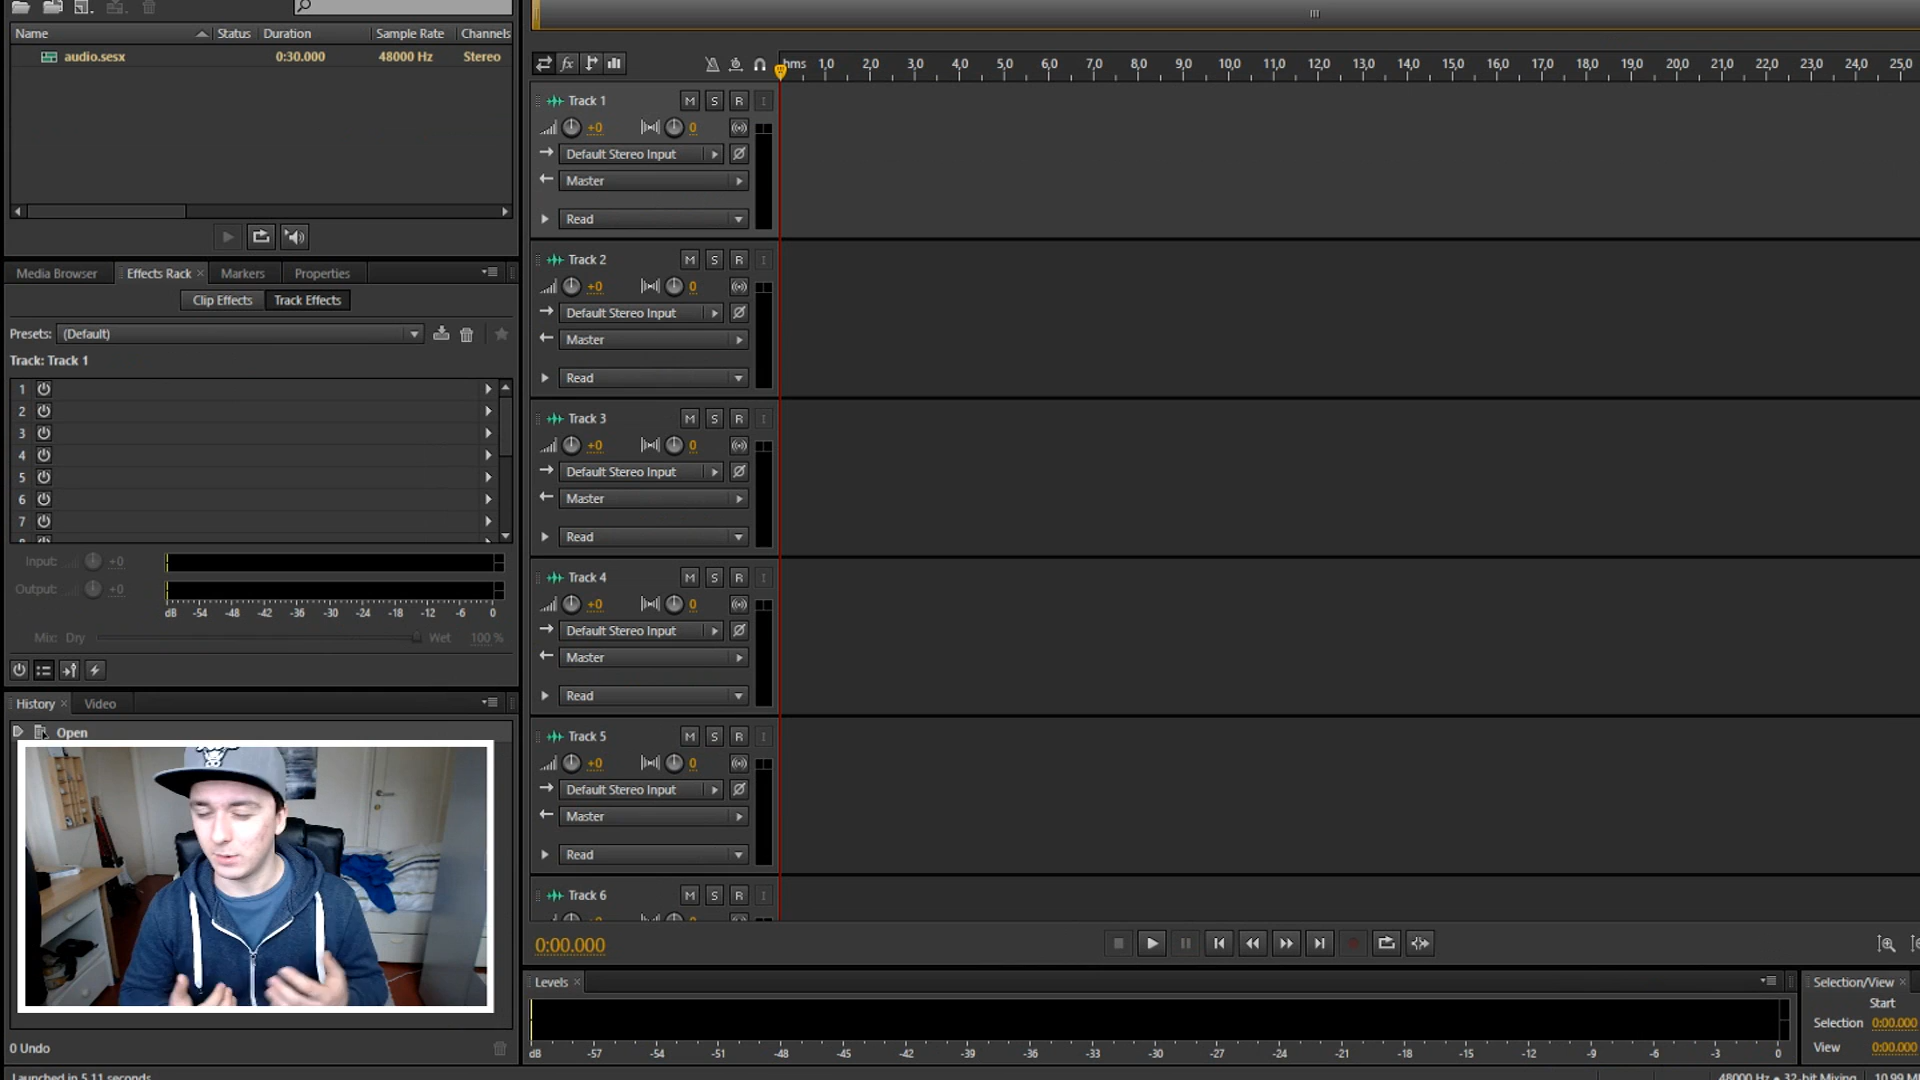 Name Status Duration Sample Rate Channels
audio.sesx 0:30.000 48000 Hz Stereo
Media Browser Effects Rack Markers Properties
Clip Effects Track Effects
Presets: (Default)
Track: Track 1
1
2
3
4
5
6
7
Input: +0
Output: +0
dB -54 -48 -42 -36 -30 -24 -18 -12 -6 0
Mix: Dry Wet 100 %
History Video
Open
0 Undo
Launched in 5.11 seconds
hms 1,0 2,0 3,0 4,0 5,0 6,0 7,0 8,0 9,0 10,0 11,0 12,0 13,0 14,0 15,0 16,0 17,0 18,0 19,0 20,0 21,0 22,0 23,0 24,0 25,0
Track 1 M S R I
+0 0
Default Stereo Input
Master
Read
Track 2 M S R I
+0 0
Default Stereo Input
Master
Read
Track 3 M S R I
+0 0
Default Stereo Input
Master
Read
Track 4 M S R I
+0 0
Default Stereo Input
Master
Read
Track 5 M S R I
+0 0
Default Stereo Input
Master
Read
Track 6 M S R I
0:00.000
Levels
dB -57 -54 -51 -48 -45 -42 -39 -36 -33 -30 -27 -24 -21 -18 -15 -12 -9 -6 -3 0
Selection/View
Start
Selection 0:00.000
View 0:00.000
48000 Hz • 32-bit Mixing 10.99 M